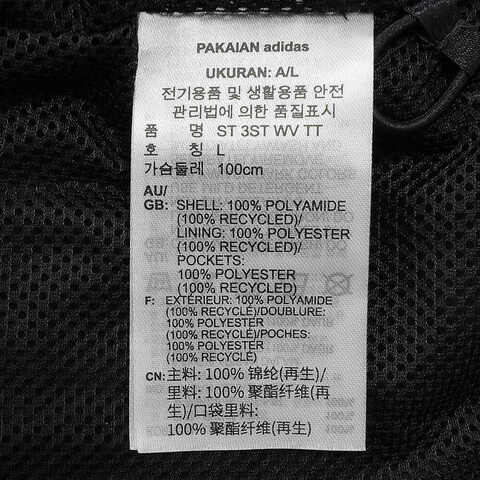 PAKAIAN adidas
UKURAN: A/L
전기용품 및 생활용품 안전
관리법에 의한 품질표시
품 명 ST 3ST WV TT
호 칭 L
가슴둘레 100cm
AU/
GB: SHELL: 100% POLYAMIDE
(100% RECYCLED)/
LINING: 100% POLYESTER
(100% RECYCLED)/
POCKETS:
100% POLYESTER
(100% RECYCLED)
F: EXTÉRIEUR: 100% POLYAMIDE
(100% RECYCLÉ)/DOUBLURE:
100% POLYESTER
(100% RECYCLÉ)/POCHES:
100% POLYESTER
(100% RECYCLÉ)
CN: 主料: 100% 锦纶(再生)/
里料: 100% 聚酯纤维(再
生)/口袋里料:
100% 聚酯纤维(再生)